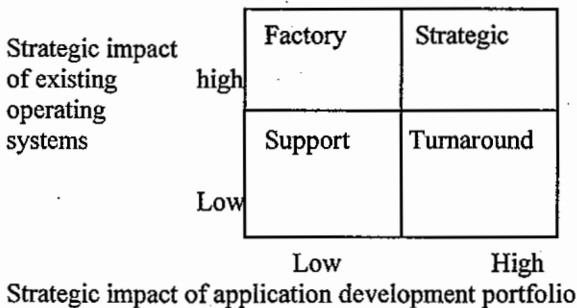 Factory Strategic
Strategic impact
of existing high
operating
systems
Support Turnaround
Low
Low High
Strategic impact of application development portfolio